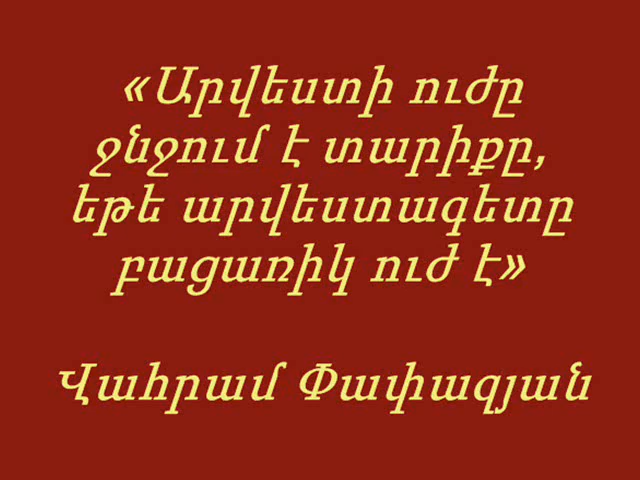 «Արվեստի ուժը
ջնջում է տարիքը,
եթե արվեստագետը
բացառիկ ուժ է»
Վահրամ Փափազյան